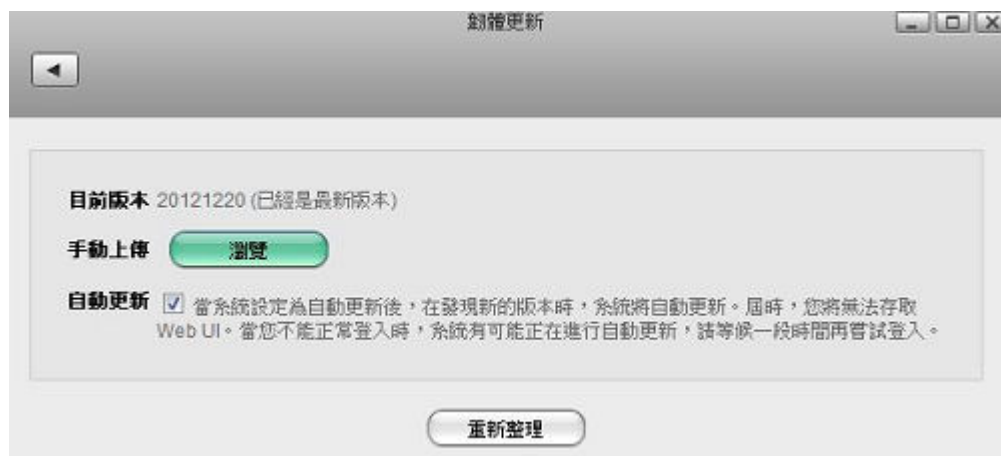 韌體更新
目前版本 20121220 (已經是最新版本)
手動上傳 瀏覽
自動更新 當系統設定為自動更新後，在發現新的版本時，系統將自動更新。屆時，您將無法存取
Web UI。當您不能正常登入時，系統有可能正在進行自動更新，請等候一段時間再嘗試登入。
重新整理